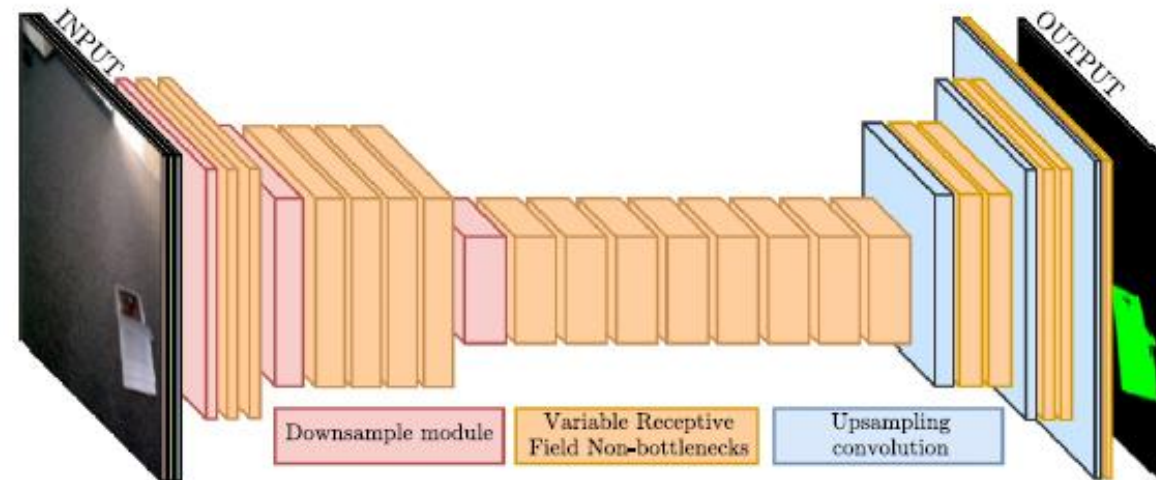 INPUT
OUTPUT
Downsample module
Variable Receptive
Field Non-bottlenecks
Upsampling
convolution